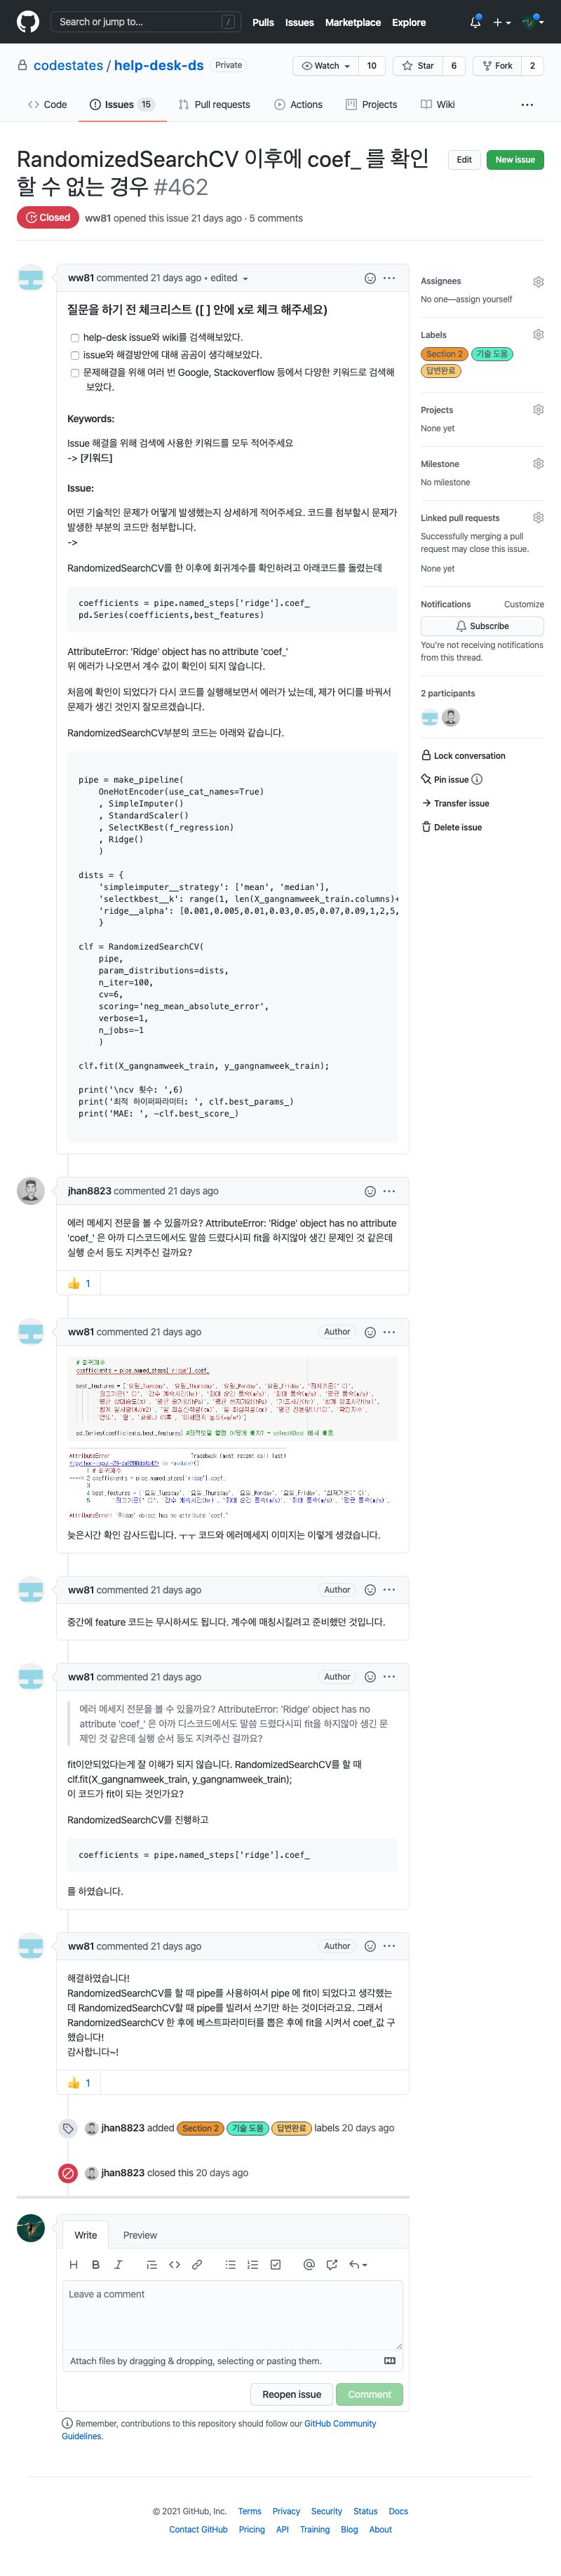 Search or jump to...
/
Pulls Issues Marketplace Explore
codestates / help-desk-ds Private
Watch 10 Star 6 Fork 2
Code Issues 15 Pull requests Actions Projects Wiki
RandomizedSearchCV 이후에 coef_ 를 확인
할 수 없는 경우 #462
Edit New issue
Closed ww81 opened this issue 21 days ago · 5 comments
ww81 commented 21 days ago • edited
질문을 하기 전 체크리스트 ([ ] 안에 x로 체크 해주세요)
help-desk issue와 wiki를 검색해보았다.
issue와 해결방안에 대해 곰곰이 생각해보았다.
문제해결을 위해 여러 번 Google, Stackoverflow 등에서 다양한 키워드로 검색해
보았다.
Keywords:
Issue 해결을 위해 검색에 사용한 키워드를 모두 적어주세요
-> [키워드]
Issue:
어떤 기술적인 문제가 어떻게 발생했는지 상세하게 적어주세요. 코드를 첨부할시 문제가
발생한 부분의 코드만 첨부합니다.
->
RandomizedSearchCV를 한 이후에 회귀계수를 확인하려고 아래코드를 돌렸는데
coefficients = pipe.named_steps['ridge'].coef_
pd.Series(coefficients,best_features)
AttributeError: 'Ridge' object has no attribute 'coef_'
위 에러가 나오면서 계수 값이 확인이 되지 않습니다.
처음에 확인이 되었다가 다시 코드를 실행해보면서 에러가 났는데, 제가 어디를 바꿔서
문제가 생긴 것인지 잘모르겠습니다.
RandomizedSearchCV부분의 코드는 아래와 같습니다.
pipe = make_pipeline(
OneHotEncoder(use_cat_names=True)
, SimpleImputer()
, StandardScaler()
, SelectKBest(f_regression)
, Ridge()
)
dists = {
'simpleimputer__strategy': ['mean', 'median'],
'selectkbest__k': range(1, len(X_gangnamweek_train.columns)+
'ridge__alpha': [0.001,0.005,0.01,0.03,0.05,0.07,0.09,1,2,5,
}
clf = RandomizedSearchCV(
pipe,
param_distributions=dists,
n_iter=100,
cv=6,
scoring='neg_mean_absolute_error',
verbose=1,
n_jobs=-1
)
clf.fit(X_gangnamweek_train, y_gangnamweek_train);
print('\ncv 횟수: ',6)
print('최적 하이퍼파라미터: ', clf.best_params_)
print('MAE: ', -clf.best_score_)
jhan8823 commented 21 days ago
에러 메세지 전문을 볼 수 있을까요? AttributeError: 'Ridge' object has no attribute
'coef_' 은 아까 디스코드에서도 말씀 드렸다시피 fit을 하지않아 생긴 문제인 것 같은데
실행 순서 등도 지켜주신 걸까요?
👍 1
ww81 commented 21 days ago Author
# 회귀계수
coefficients = pipe.named_steps['ridge'].coef_
AttributeError Traceback (most recent call last)
1 # 회귀계수
----> 2 coefficients = pipe.named_steps['ridge'].coef_
3
AttributeError: 'Ridge' object has no attribute 'coef_'
늦은시간 확인 감사드립니다. ㅜㅜ 코드와 에러메세지 이미지는 이렇게 생겼습니다.
ww81 commented 21 days ago Author
중간에 feature 코드는 무시하셔도 됩니다. 계수에 매칭시킬려고 준비했던 것입니다.
ww81 commented 21 days ago Author
에러 메세지 전문을 볼 수 있을까요? AttributeError: 'Ridge' object has no
attribute 'coef_' 은 아까 디스코드에서도 말씀 드렸다시피 fit을 하지않아 생긴 문
제인 것 같은데 실행 순서 등도 지켜주신 걸까요?
fit이안되었다는게 잘 이해가 되지 않습니다. RandomizedSearchCV를 할 때
clf.fit(X_gangnamweek_train, y_gangnamweek_train);
이 코드가 fit이 되는 것인가요?
RandomizedSearchCV를 진행하고
coefficients = pipe.named_steps['ridge'].coef_
를 하였습니다.
ww81 commented 21 days ago Author
해결하였습니다!
RandomizedSearchCV를 할 때 pipe를 사용하여서 pipe 에 fit이 되었다고 생각했는
데 RandomizedSearchCV할 때 pipe를 빌려서 쓰기만 하는 것이더라고요. 그래서
RandomizedSearchCV 한 후에 베스트파라미터를 뽑은 후에 fit을 시켜서 coef_값 구
했습니다!
감사합니다~!
👍 1
jhan8823 added Section 2 기술 도움 답변완료 labels 20 days ago
jhan8823 closed this 20 days ago
Write Preview
Leave a comment
Attach files by dragging & dropping, selecting or pasting them.
Reopen issue Comment
Remember, contributions to this repository should follow our GitHub Community
Guidelines.
Assignees
No one—assign yourself
Labels
Section 2 기술 도움
답변완료
Projects
None yet
Milestone
No milestone
Linked pull requests
Successfully merging a pull
request may close this issue.
None yet
Notifications Customize
Subscribe
You're not receiving notifications
from this thread.
2 participants
Lock conversation
Pin issue
Transfer issue
Delete issue
© 2021 GitHub, Inc. Terms Privacy Security Status Docs
Contact GitHub Pricing API Training Blog About